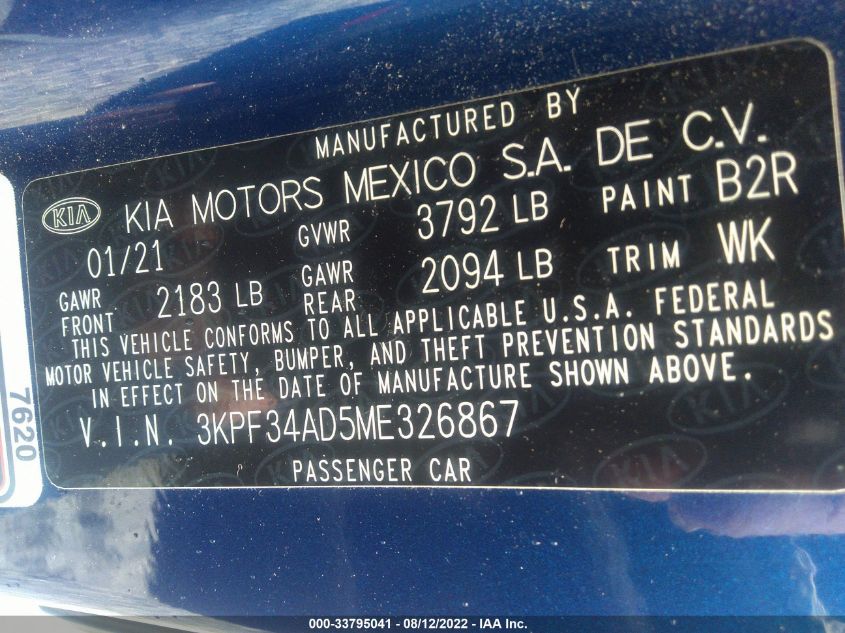 MANUFACTURED BY
KIA KIA MOTORS MEXICO S.A. DE C.V.
01/21 GVWR 3792 LB PAINT B2R
GAWR FRONT 2183 LB GAWR REAR 2094 LB TRIM WK
THIS VEHICLE CONFORMS TO ALL APPLICABLE U.S.A. FEDERAL
MOTOR VEHICLE SAFETY, BUMPER, AND THEFT PREVENTION STANDARDS
IN EFFECT ON THE DATE OF MANUFACTURE SHOWN ABOVE.
V.I.N. 3KPF34AD5ME326867
PASSENGER CAR
7620
000-33795041 - 08/12/2022 - IAA Inc.